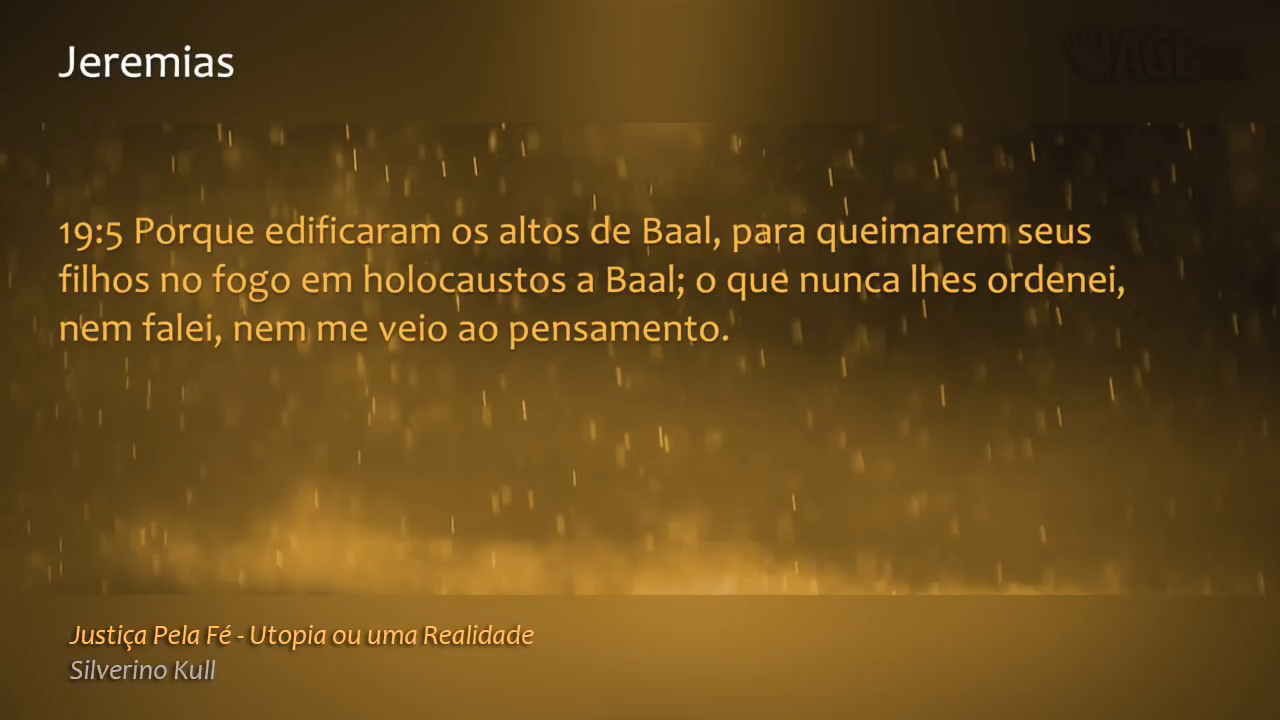 Jeremias
19:5 Porque edificaram os altos de Baal, para queimarem seus
filhos no fogo em holocaustos a Baal; o que nunca lhes ordenei,
nem falei, nem me veio ao pensamento.
Justiça Pela Fé - Utopia ou uma Realidade
Silverino Kull